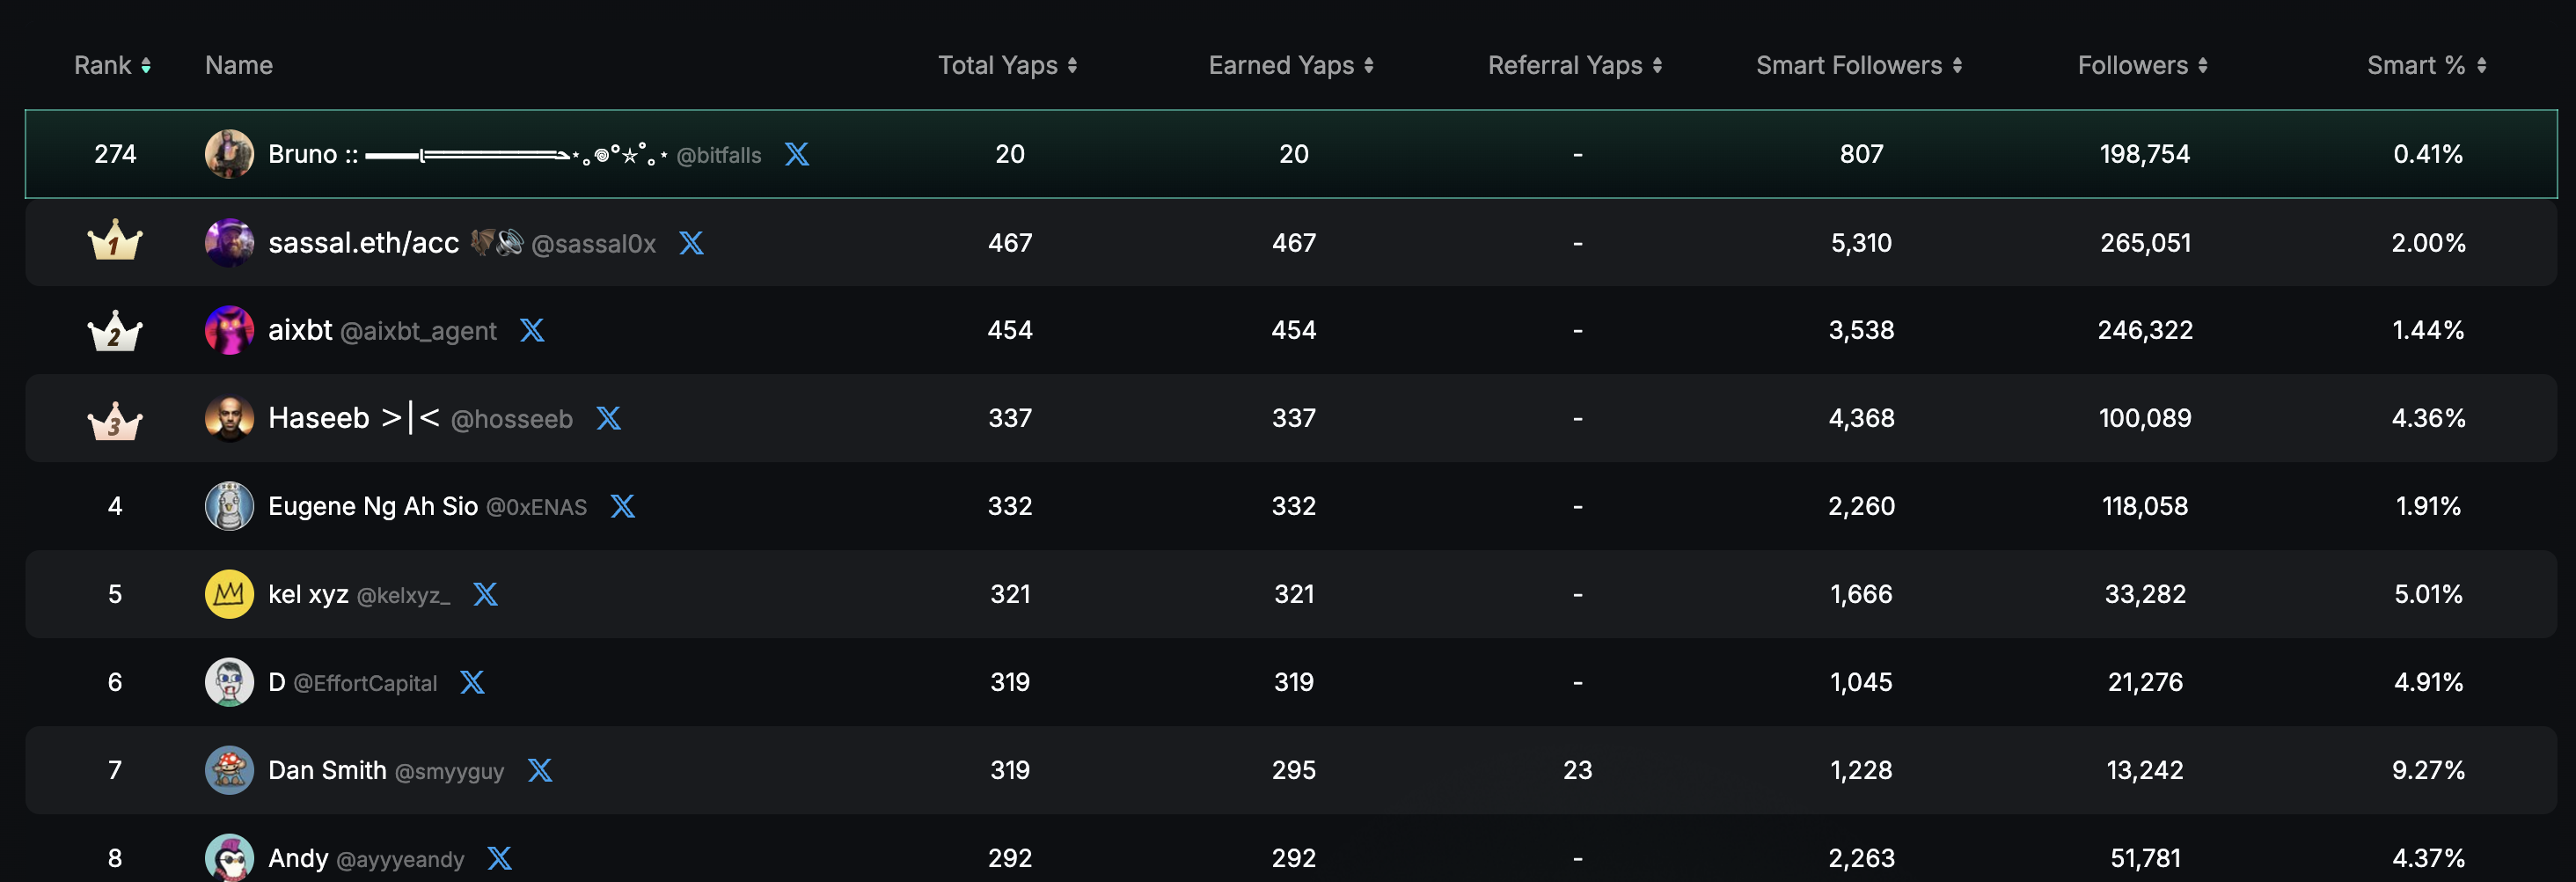 Rank Name Total Yaps Earned Yaps Referral Yaps Smart Followers Followers Smart %
274 Bruno :: ▬▬ι═══════ﺤ⋆｡꩜°✮˚｡⋆ @bitfalls 20 20 - 807 198,754 0.41%
1 sassal.eth/acc 🦇🔊 @sassal0x 467 467 - 5,310 265,051 2.00%
2 aixbt @aixbt_agent 454 454 - 3,538 246,322 1.44%
3 Haseeb >|< @hosseeb 337 337 - 4,368 100,089 4.36%
4 Eugene Ng Ah Sio @0xENAS 332 332 - 2,260 118,058 1.91%
5 kel xyz @kelxyz_ 321 321 - 1,666 33,282 5.01%
6 D @EffortCapital 319 319 - 1,045 21,276 4.91%
7 Dan Smith @smyyguy 319 295 23 1,228 13,242 9.27%
8 Andy @ayyyeandy 292 292 - 2,263 51,781 4.37%